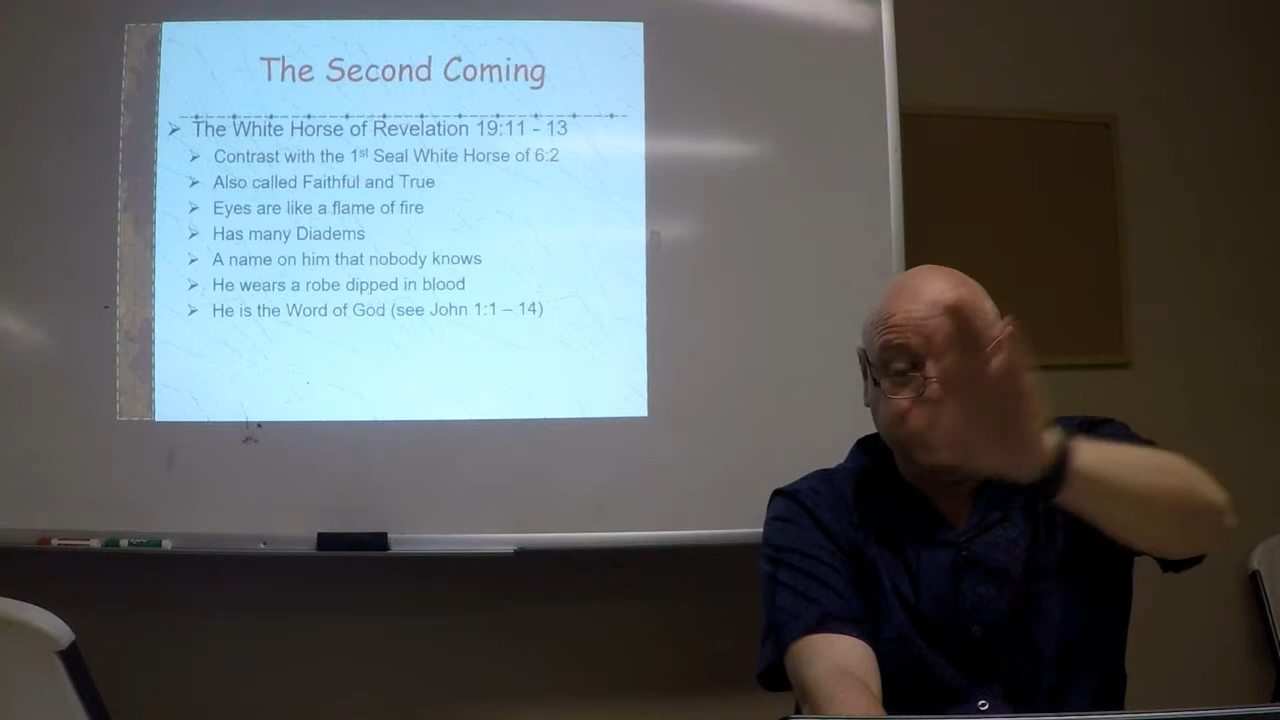 The Second Coming
The White Horse of Revelation 19:11 - 13
Contrast with the 1st Seal White Horse of 6:2
Also called Faithful and True
Eyes are like a flame of fire
Has many Diadems
A name on him that nobody knows
He wears a robe dipped in blood
He is the Word of God (see John 1:1 – 14)